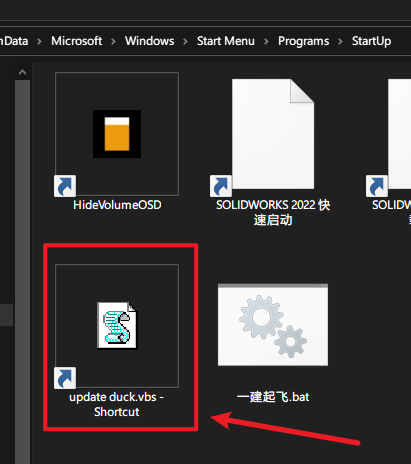 nData > Microsoft > Windows > Start Menu > Programs > StartUp
HideVolumeOSD
SOLIDWORKS 2022 快
速启动
SOLIDW
update duck.vbs -
Shortcut
一建起飞.bat